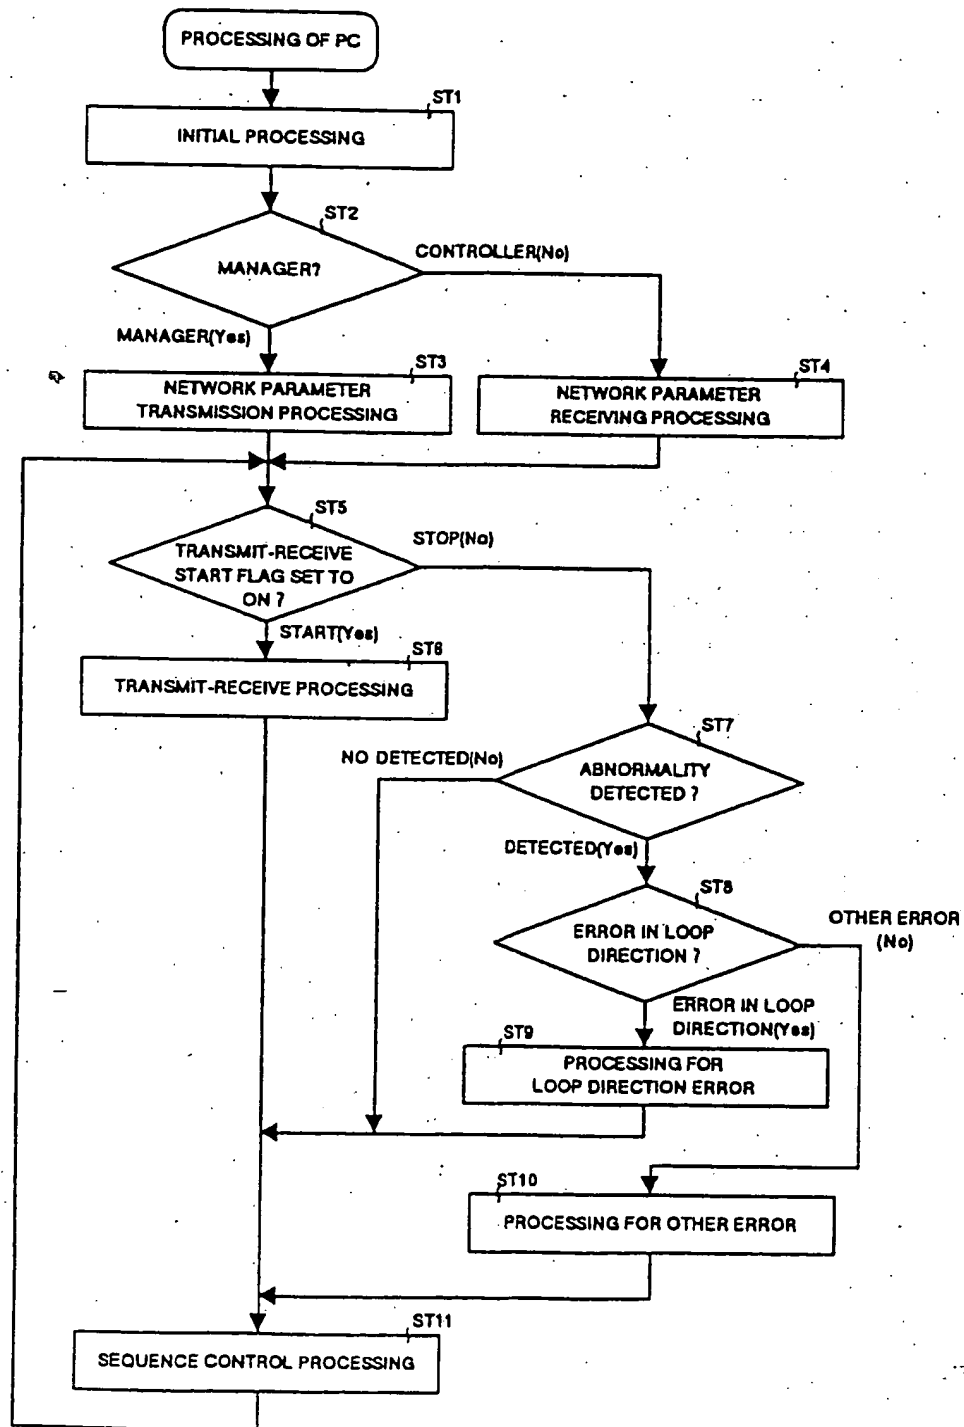 PROCESSING OF PC
ST1
INITIAL PROCESSING
ST2
MANAGER?
CONTROLLER(No)
MANAGER(Yes)
ST3
NETWORK PARAMETER
TRANSMISSION PROCESSING
ST4
NETWORK PARAMETER
RECEIVING PROCESSING
ST5
TRANSMIT-RECEIVE
START FLAG SET TO
ON ?
STOP(No)
START(Yes)
ST6
TRANSMIT-RECEIVE PROCESSING
ST7
ABNORMALITY
DETECTED ?
NO DETECTED(No)
DETECTED(Yes)
ST8
ERROR IN LOOP
DIRECTION ?
OTHER ERROR
(No)
ERROR IN LOOP
DIRECTION(Yes)
ST9
PROCESSING FOR
LOOP DIRECTION ERROR
ST10
PROCESSING FOR OTHER ERROR
ST11
SEQUENCE CONTROL PROCESSING